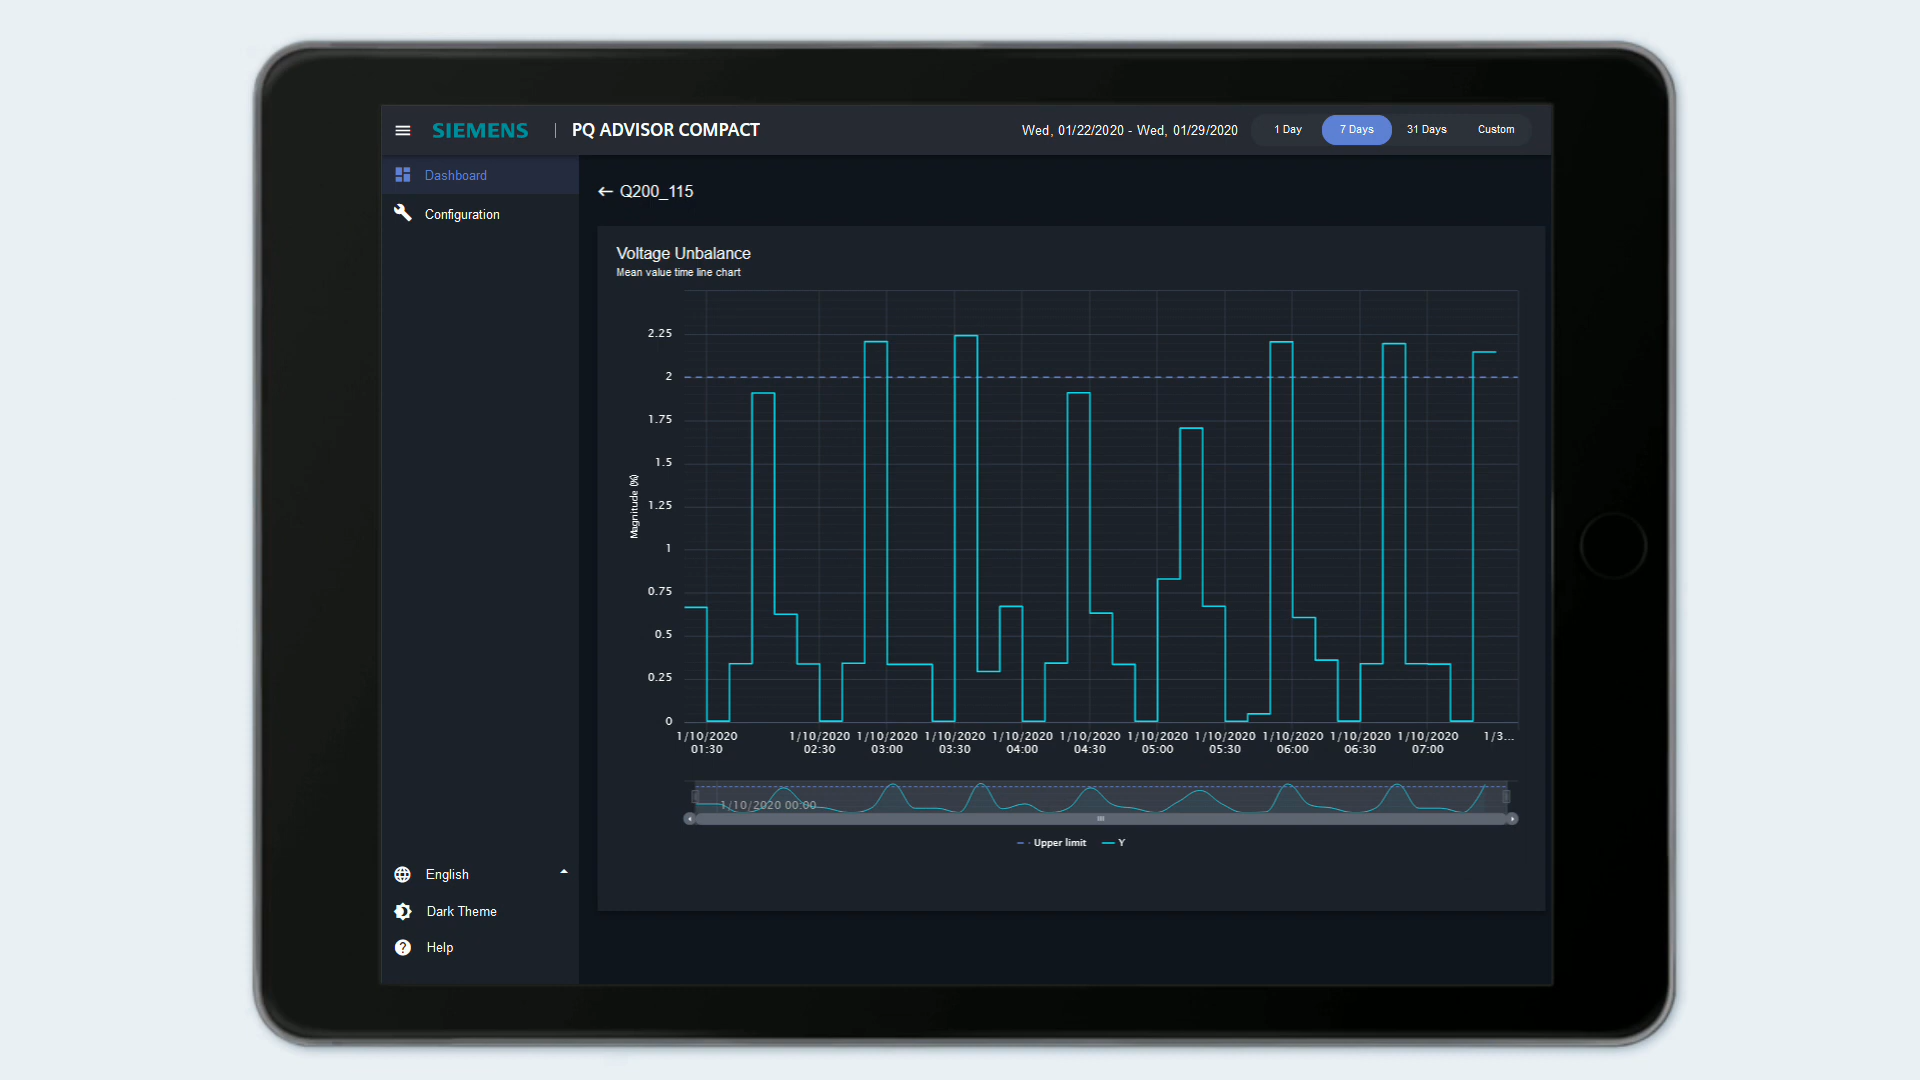 SIEMENS | PQ ADVISOR COMPACT
Wed, 01/22/2020 - Wed, 01/29/2020
1 Day
7 Days
31 Days
Custom
Dashboard
Configuration
← Q200_115
Voltage Unbalance
Mean value time line chart
Magnitude (%)
2.25
2
1.75
1.5
1.25
1
0.75
0.5
0.25
0
1/10/2020 01:30
1/10/2020 02:30
1/10/2020 03:00
1/10/2020 03:30
1/10/2020 04:00
1/10/2020 04:30
1/10/2020 05:00
1/10/2020 05:30
1/10/2020 06:00
1/10/2020 06:30
1/10/2020 07:00
1/3...
1/10/2020 00:00
Upper limit
Y
English
Dark Theme
Help